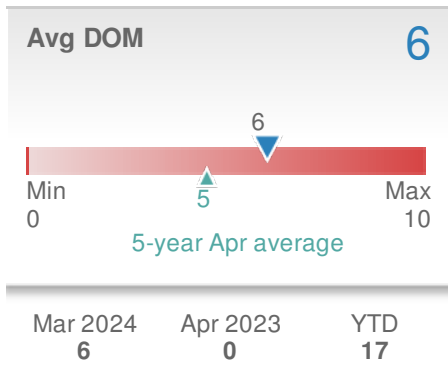 Avg DOM 6
6
Min Max
5
0 10
5-year Apr average
Mar 2024 Apr 2023 YTD
6 0 17